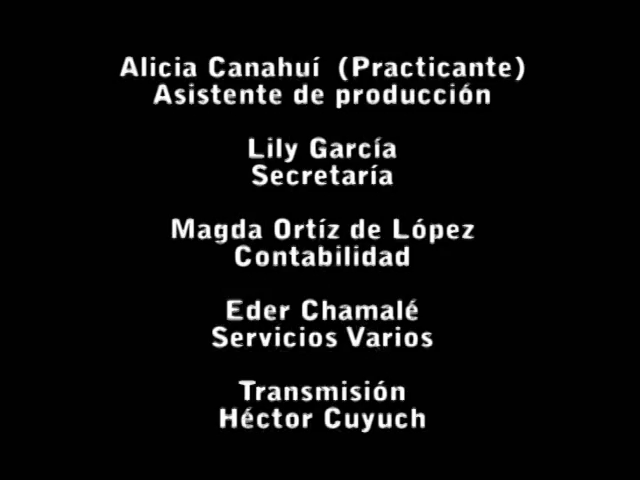 Alicia Canahuí (Practicante)
Asistente de producción
Lily García
Secretaría
Magda Ortíz de López
Contabilidad
Eder Chamalé
Servicios Varios
Transmisión
Héctor Cuyuch